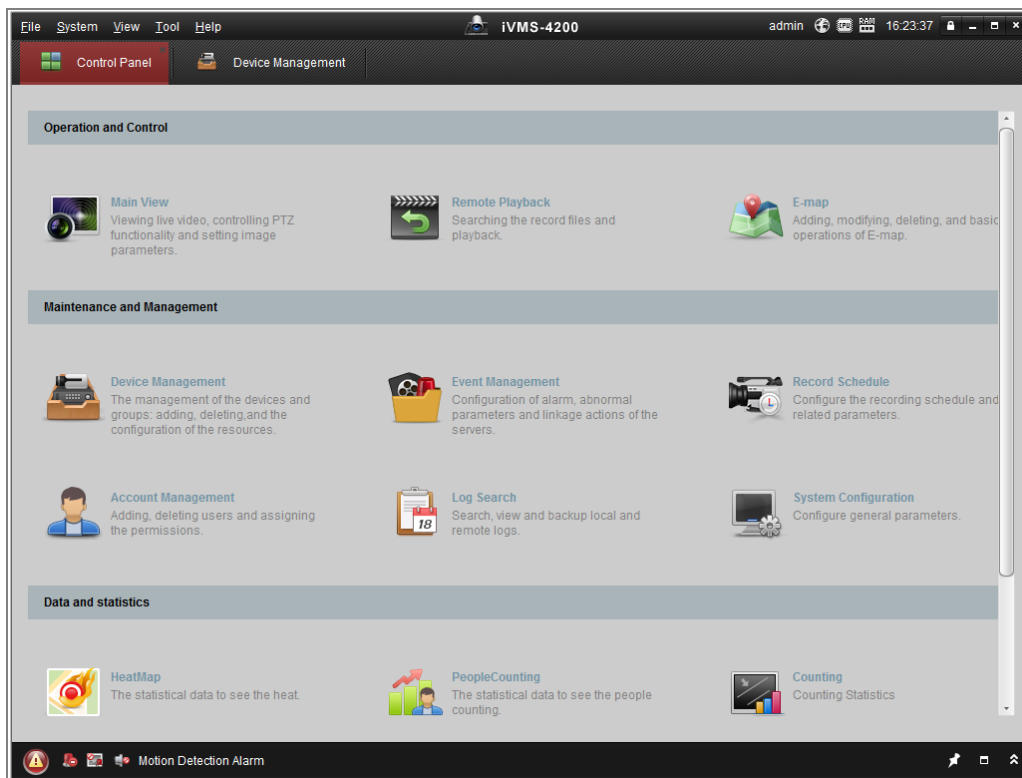 File System View Tool Help iVMS-4200 admin CPU RAM 16:23:37
Control Panel Device Management
Operation and Control
Main View
Viewing live video, controlling PTZ
functionality and setting image
parameters.
Remote Playback
Searching the record files and
playback.
E-map
Adding, modifying, deleting, and basic
operations of E-map.
Maintenance and Management
Device Management
The management of the devices and
groups: adding, deleting,and the
configuration of the resources.
Event Management
Configuration of alarm, abnormal
parameters and linkage actions of the
servers.
Record Schedule
Configure the recording schedule and
related parameters.
Account Management
Adding, deleting users and assigning
the permissions.
18
Log Search
Search, view and backup local and
remote logs.
System Configuration
Configure general parameters.
Data and statistics
HeatMap
The statistical data to see the heat.
PeopleCounting
The statistical data to see the people
counting.
Counting
Counting Statistics
Motion Detection Alarm